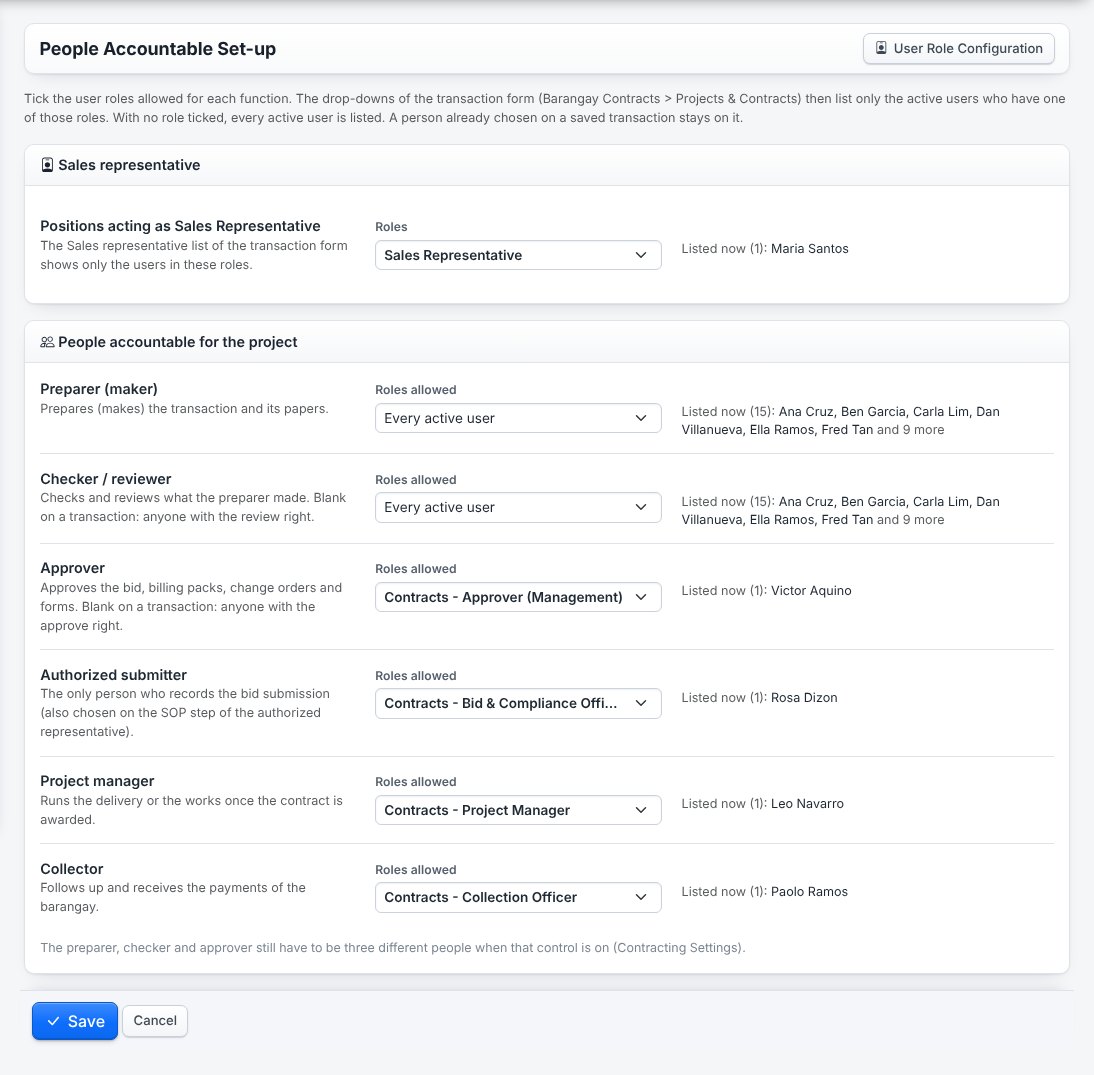 People Accountable Set-up
User Role Configuration
Tick the user roles allowed for each function. The drop-downs of the transaction form (Barangay Contracts > Projects & Contracts) then list only the active users who have one
of those roles. With no role ticked, every active user is listed. A person already chosen on a saved transaction stays on it.
Sales representative
Positions acting as Sales Representative
The Sales representative list of the transaction form
shows only the users in these roles.
Roles
Sales Representative
Listed now (1): Maria Santos
People accountable for the project
Preparer (maker)
Prepares (makes) the transaction and its papers.
Roles allowed
Every active user
Listed now (15): Ana Cruz, Ben Garcia, Carla Lim, Dan
Villanueva, Ella Ramos, Fred Tan and 9 more
Checker / reviewer
Checks and reviews what the preparer made. Blank
on a transaction: anyone with the review right.
Roles allowed
Every active user
Listed now (15): Ana Cruz, Ben Garcia, Carla Lim, Dan
Villanueva, Ella Ramos, Fred Tan and 9 more
Approver
Approves the bid, billing packs, change orders and
forms. Blank on a transaction: anyone with the
approve right.
Roles allowed
Contracts - Approver (Management)
Listed now (1): Victor Aquino
Authorized submitter
The only person who records the bid submission
(also chosen on the SOP step of the authorized
representative).
Roles allowed
Contracts - Bid & Compliance Offi...
Listed now (1): Rosa Dizon
Project manager
Runs the delivery or the works once the contract is
awarded.
Roles allowed
Contracts - Project Manager
Listed now (1): Leo Navarro
Collector
Follows up and receives the payments of the
barangay.
Roles allowed
Contracts - Collection Officer
Listed now (1): Paolo Ramos
The preparer, checker and approver still have to be three different people when that control is on (Contracting Settings).
Save
Cancel